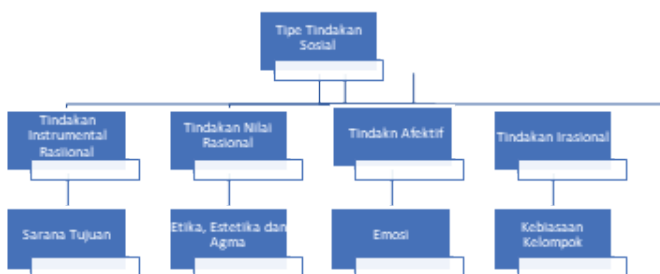 Tipe Tindakan
Sosial
Tindakan
Instrumental
Rasiional
Tindakan Nilai
Rasional
Tindakn Afektif
Tindakan Irasional
Sarana Tujuan
Etika, Estetika dan
Agma
Emosi
Kebiasaan
Kelompok